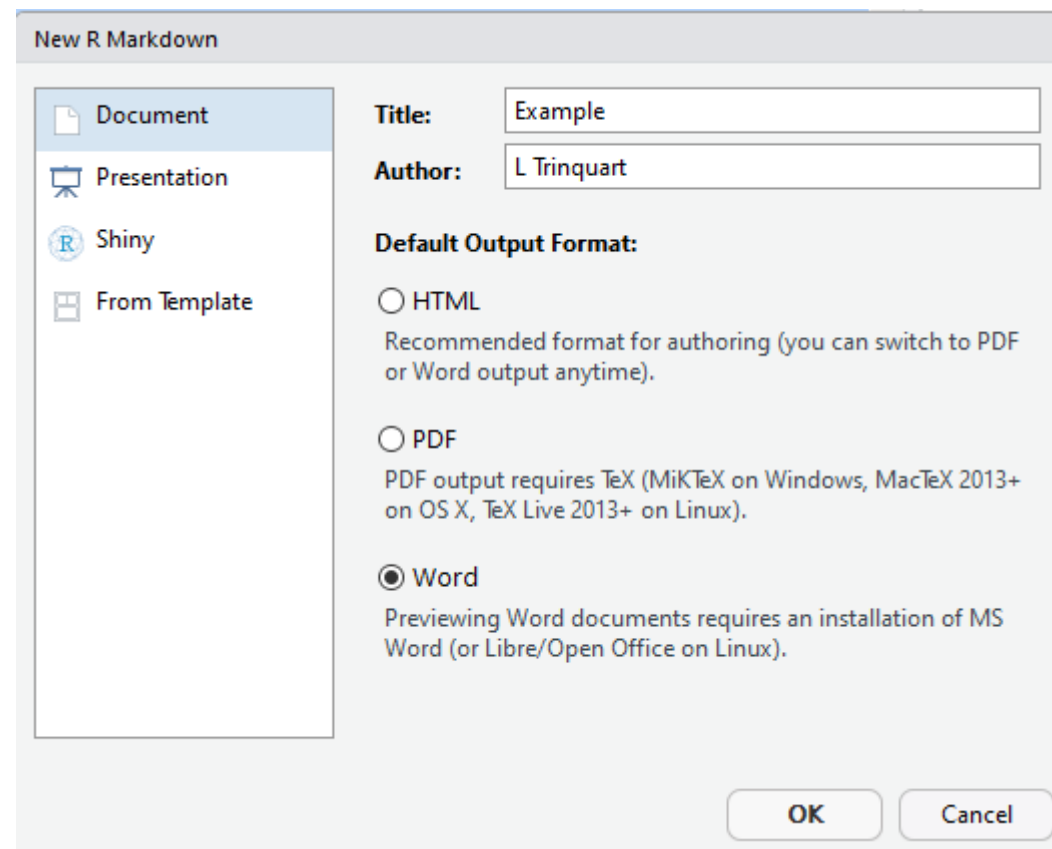 New R Markdown
Document
Presentation
R
Shiny
From Template
Title:
Example
Author:
L Trinquart
Default Output Format:
HTML
Recommended format for authoring (you can switch to PDF
or Word output anytime).
PDF
PDF output requires TeX (MiKTeX on Windows, MacTeX 2013+
on OS X, TeX Live 2013+ on Linux).
Word
Previewing Word documents requires an installation of MS
Word (or Libre/Open Office on Linux).
OK
Cancel